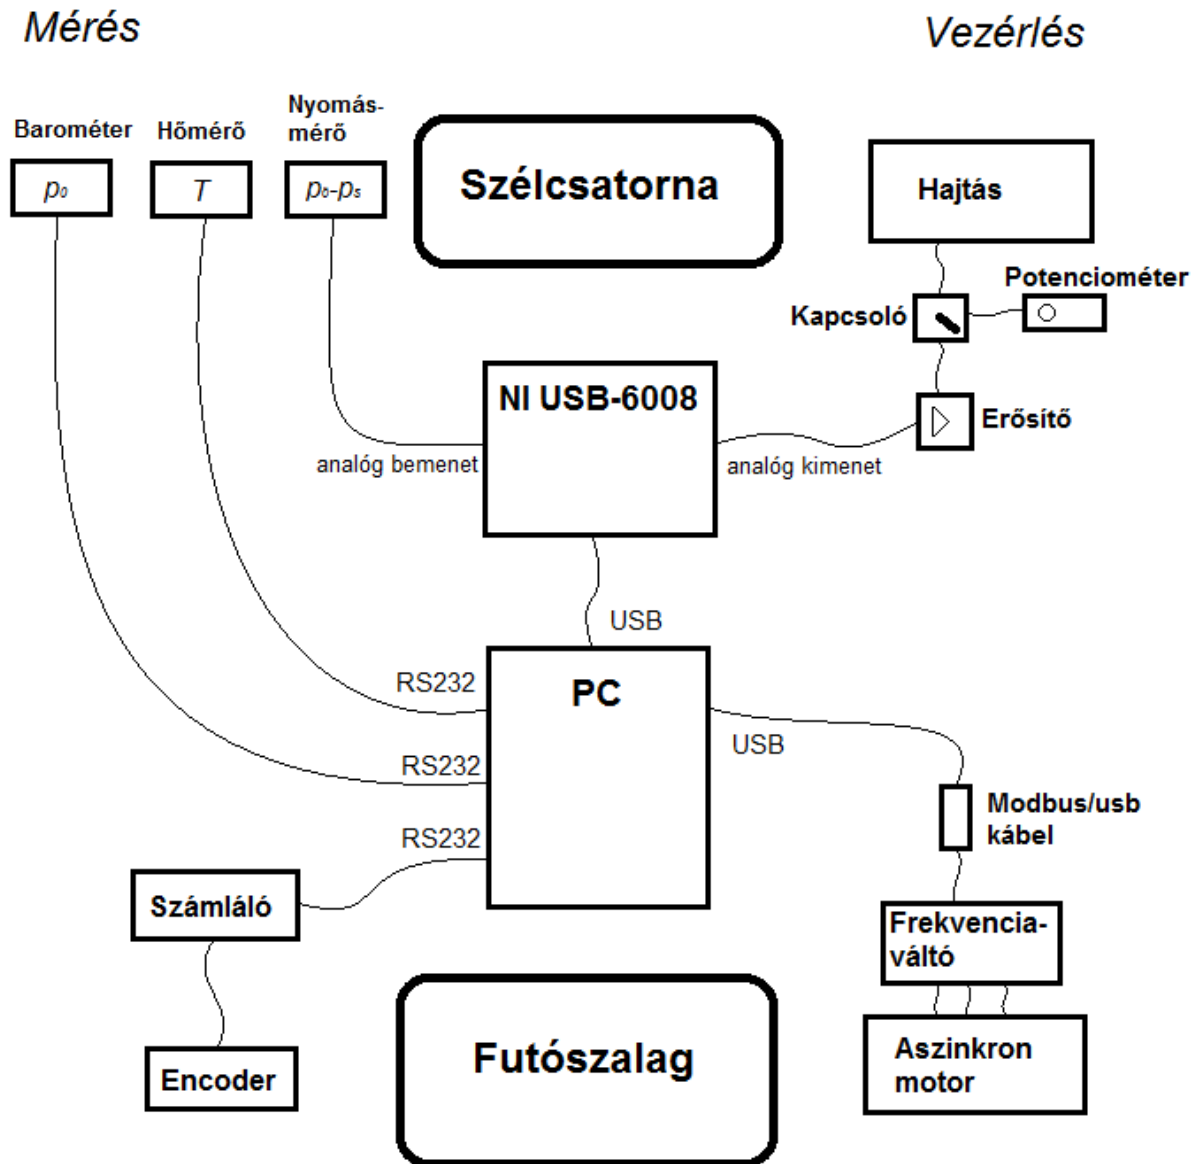 Mérés
Vezérlés
Barométer
Hőmérő
Nyomás-
mérő
p₀
T
pₒ-pₛ
Szélcsatorna
Hajtás
Potenciométer
Kapcsoló
NI USB-6008
Erősítő
analóg bemenet
analóg kimenet
USB
PC
RS232
USB
RS232
RS232
Modbus/usb
kábel
Számláló
Frekvencia-
váltó
Encoder
Futószalag
Aszinkron
motor